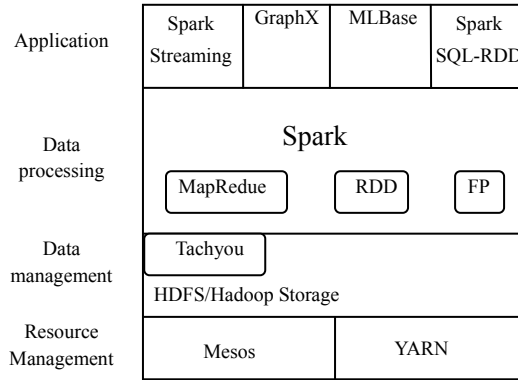 Application
Spark
Streaming
GraphX
MLBase
Spark
SQL-RDD
Data
processing
Spark
MapRedue
RDD
FP
Data
management
Tachyou
HDFS/Hadoop Storage
Resource
Management
Mesos
YARN